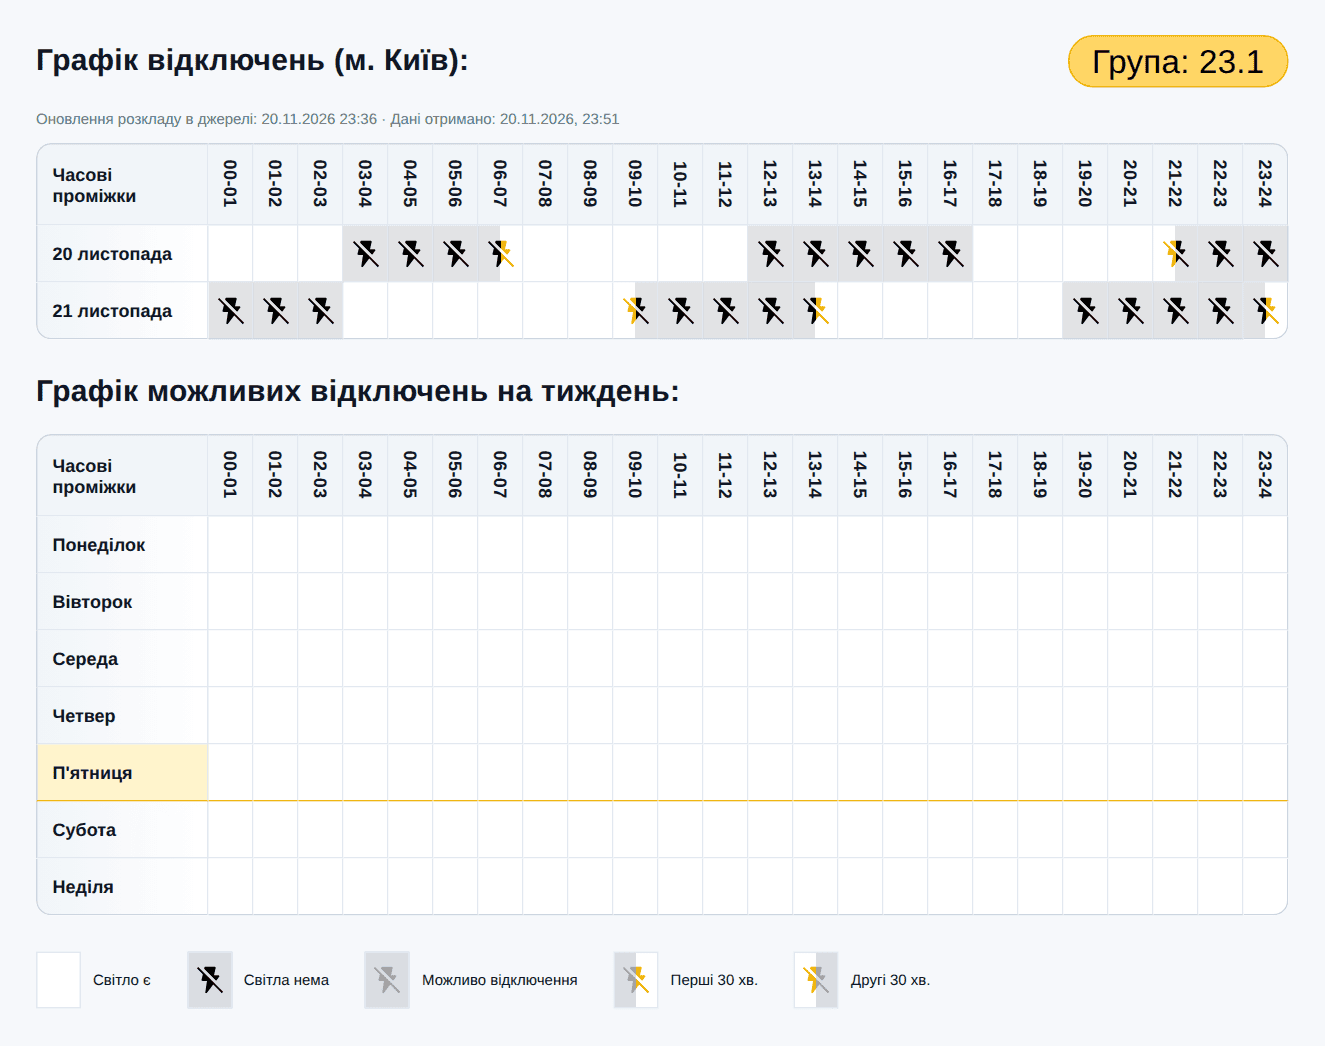 Графік відключень (м. Київ):
Група: 23.1
Оновлення розкладу в джерелі: 20.11.2026 23:36 · Дані отримано: 20.11.2026, 23:51
Часові проміжки 00-01 01-02 02-03 03-04 04-05 05-06 06-07 07-08 08-09 09-10 10-11 11-12 12-13 13-14 14-15 15-16 16-17 17-18 18-19 19-20 20-21 21-22 22-23 23-24
20 листопада
21 листопада
Графік можливих відключень на тиждень:
Часові проміжки 00-01 01-02 02-03 03-04 04-05 05-06 06-07 07-08 08-09 09-10 10-11 11-12 12-13 13-14 14-15 15-16 16-17 17-18 18-19 19-20 20-21 21-22 22-23 23-24
Понеділок
Вівторок
Середа
Четвер
П'ятниця
Субота
Неділя
Світло є Світла нема Можливо відключення Перші 30 хв. Другі 30 хв.